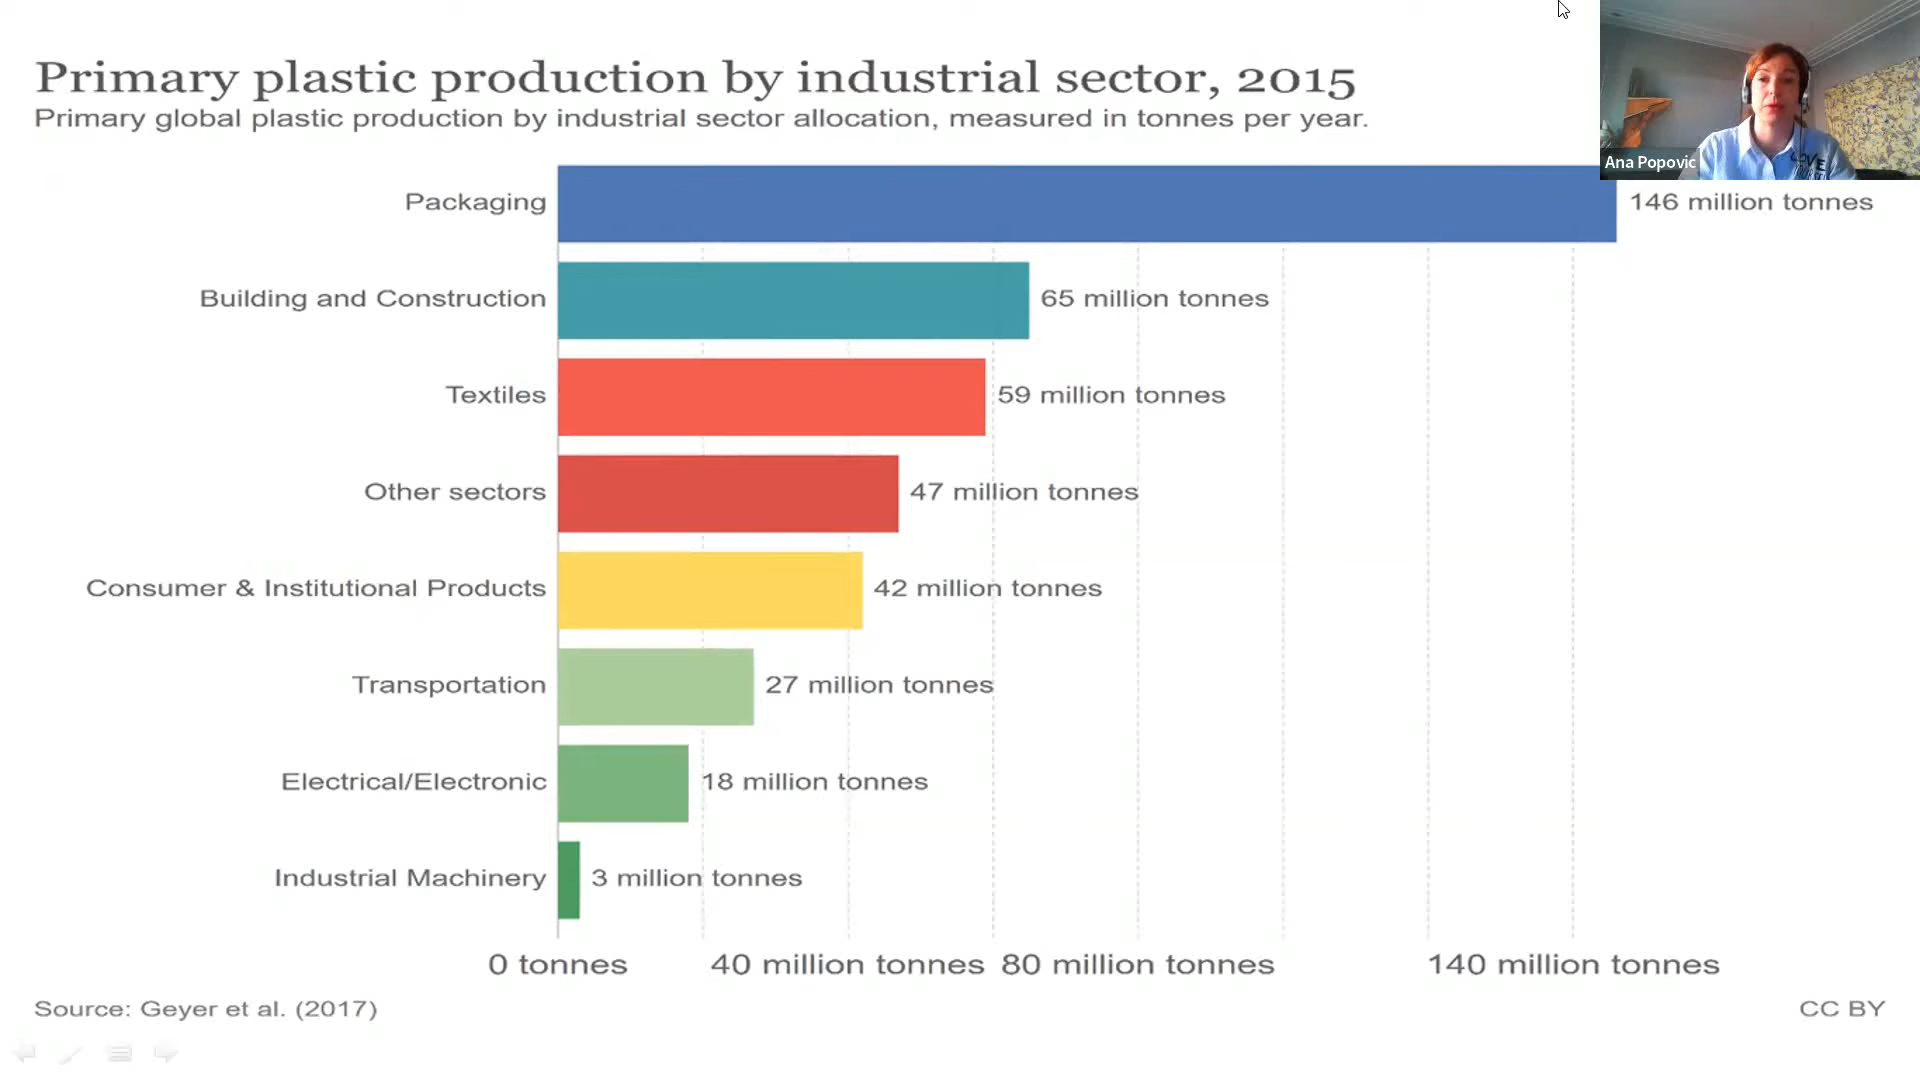 Primary plastic production by industrial sector, 2015
Primary global plastic production by industrial sector allocation, measured in tonnes per year.
Ana Popovic
LOVE
Packaging
146 million tonnes
Building and Construction
65 million tonnes
Textiles
59 million tonnes
Other sectors
47 million tonnes
Consumer & Institutional Products
42 million tonnes
Transportation
27 million tonnes
Electrical/Electronic
18 million tonnes
Industrial Machinery
3 million tonnes
0 tonnes
40 million tonnes
80 million tonnes
140 million tonnes
Source: Geyer et al. (2017)
CC BY